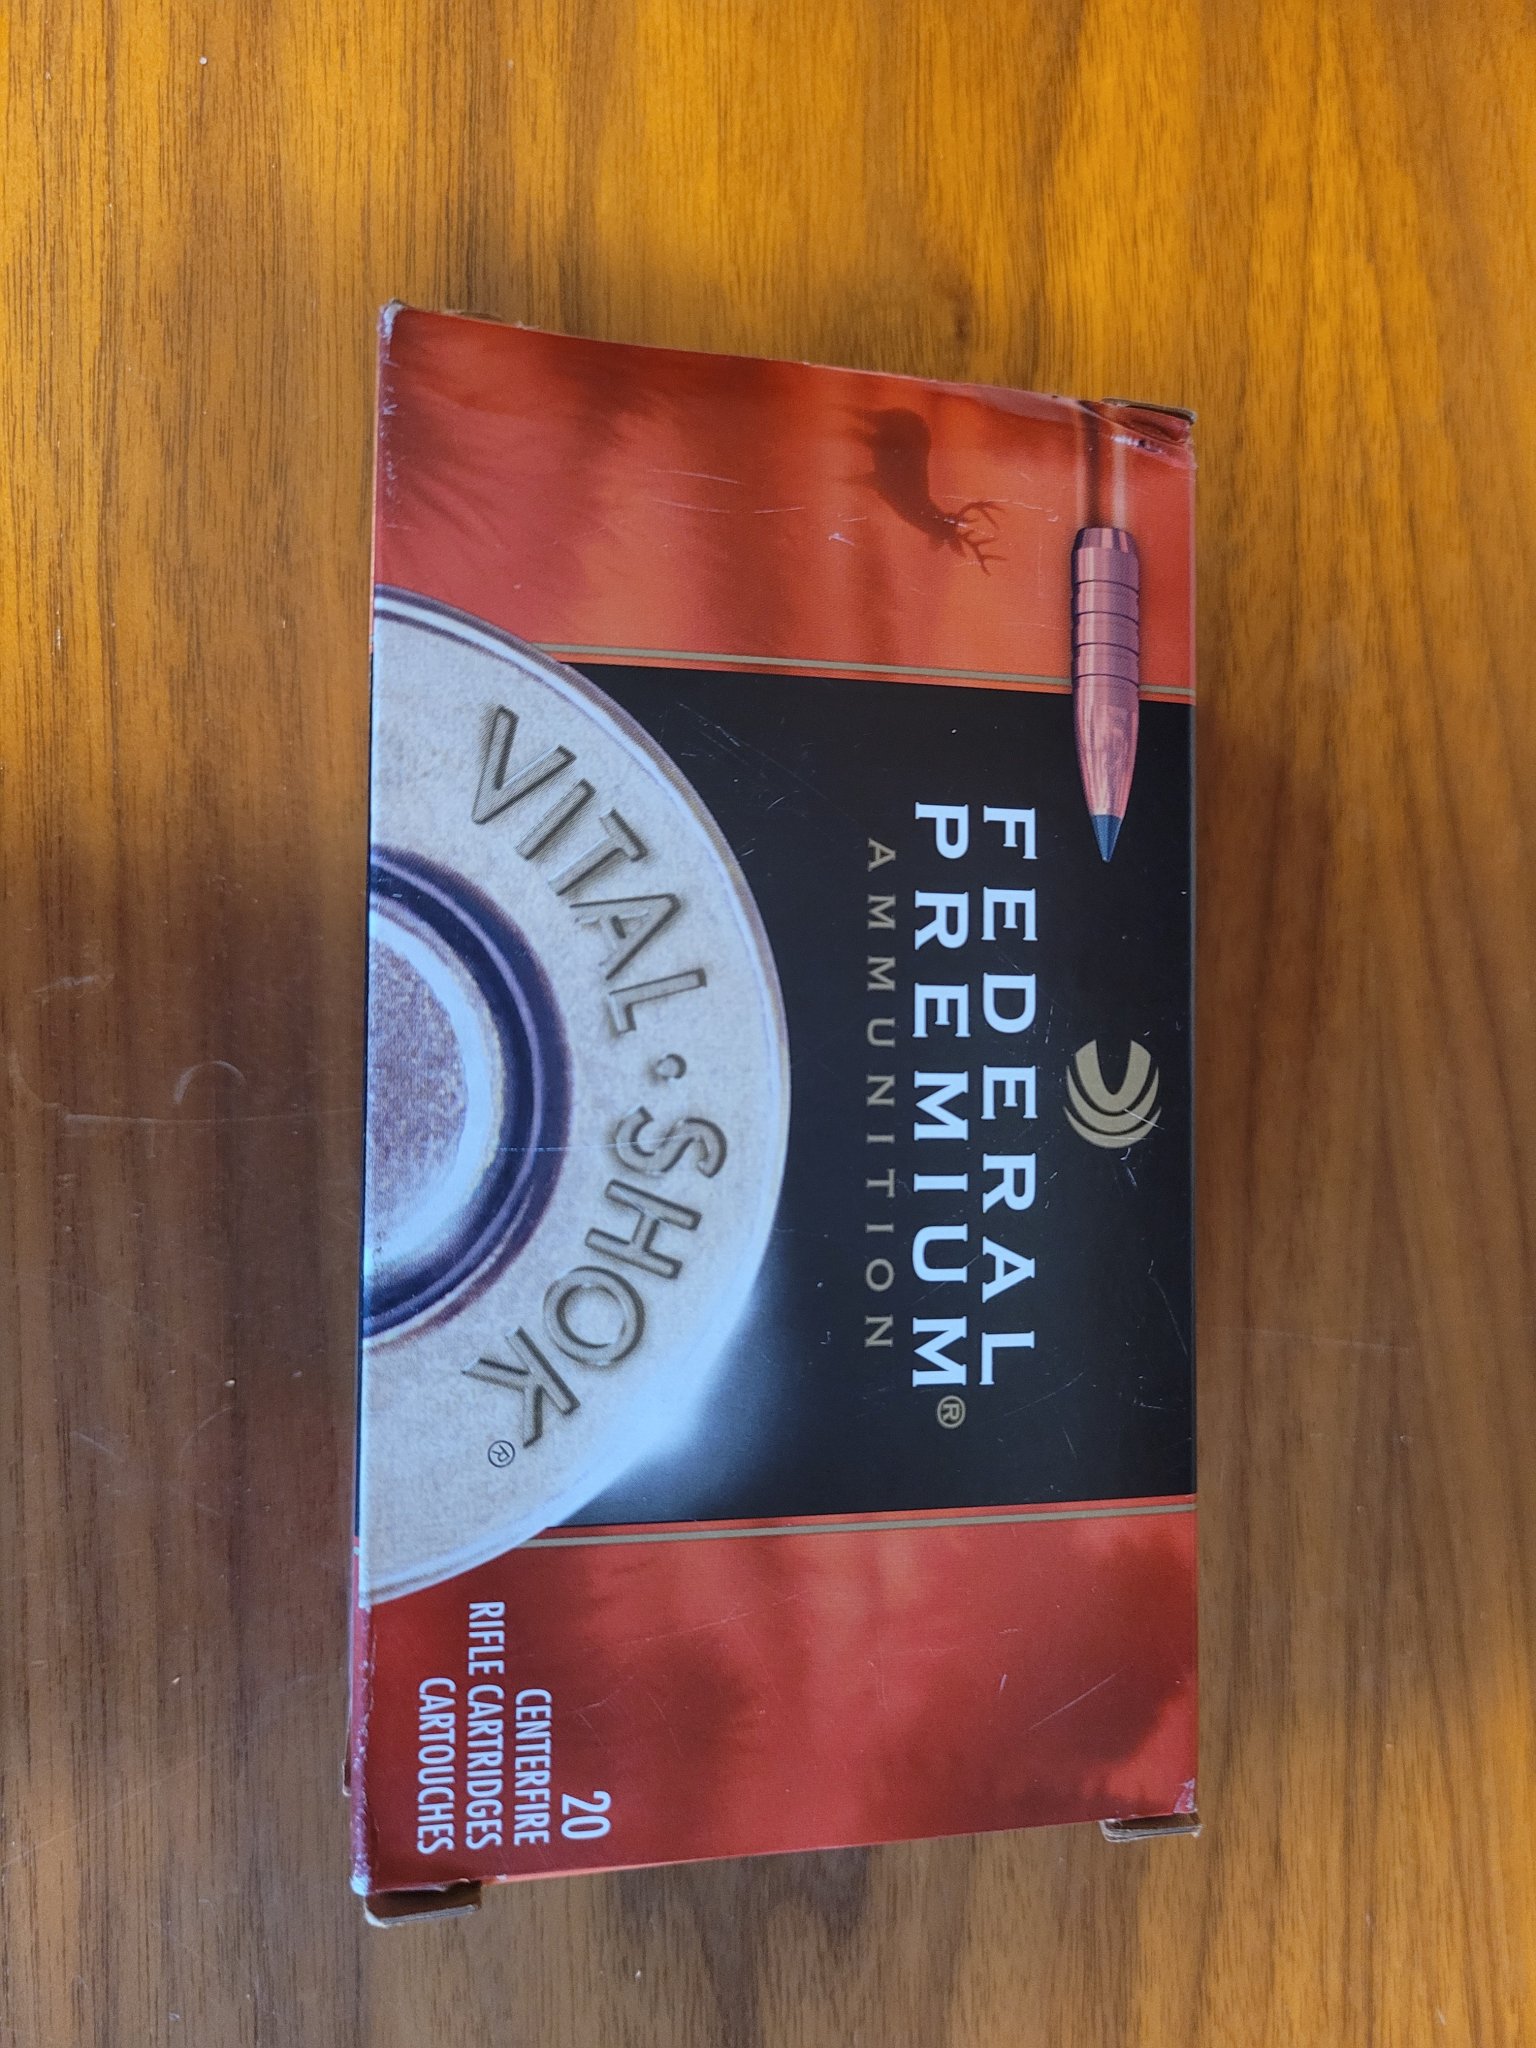 FEDERAL
PREMIUM®
AMMUNITION
VITAL·SHOK®
20
CENTERFIRE
RIFLE CARTRIDGES
CARTOUCHES